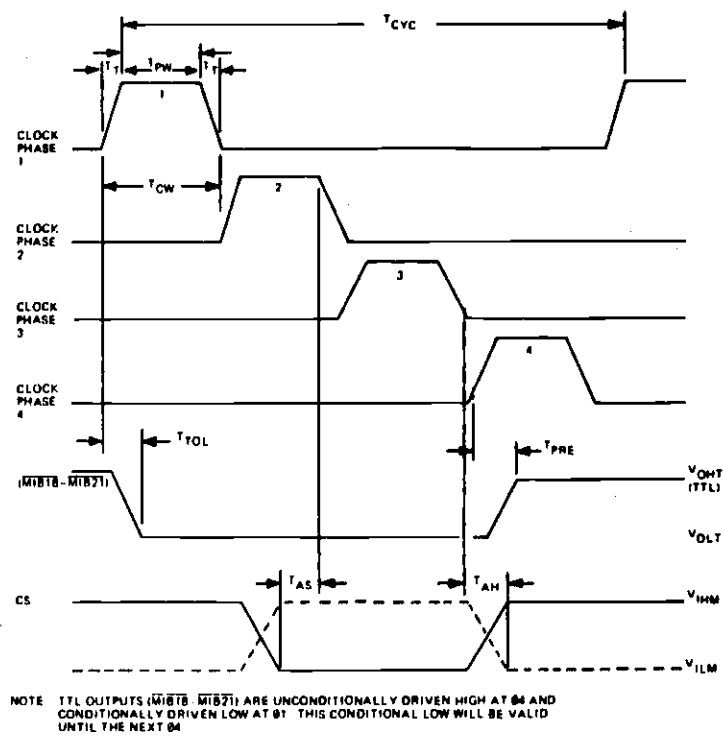 TCYC
TT TPW TT
1
CLOCK
PHASE
1
TCW
2
CLOCK
PHASE
2
3
CLOCK
PHASE
3
4
CLOCK
PHASE
4
TTOL
TPRE
(MIB18-MIB21)
VOHT
(TTL)
VOLT
TAS
TAH
CS
VIHM
VILM
NOTE TTL OUTPUTS (MIB18-MIB21) ARE UNCONDITIONALLY DRIVEN HIGH AT Ø4 AND
CONDITIONALLY DRIVEN LOW AT Ø1 THIS CONDITIONAL LOW WILL BE VALID
UNTIL THE NEXT Ø4